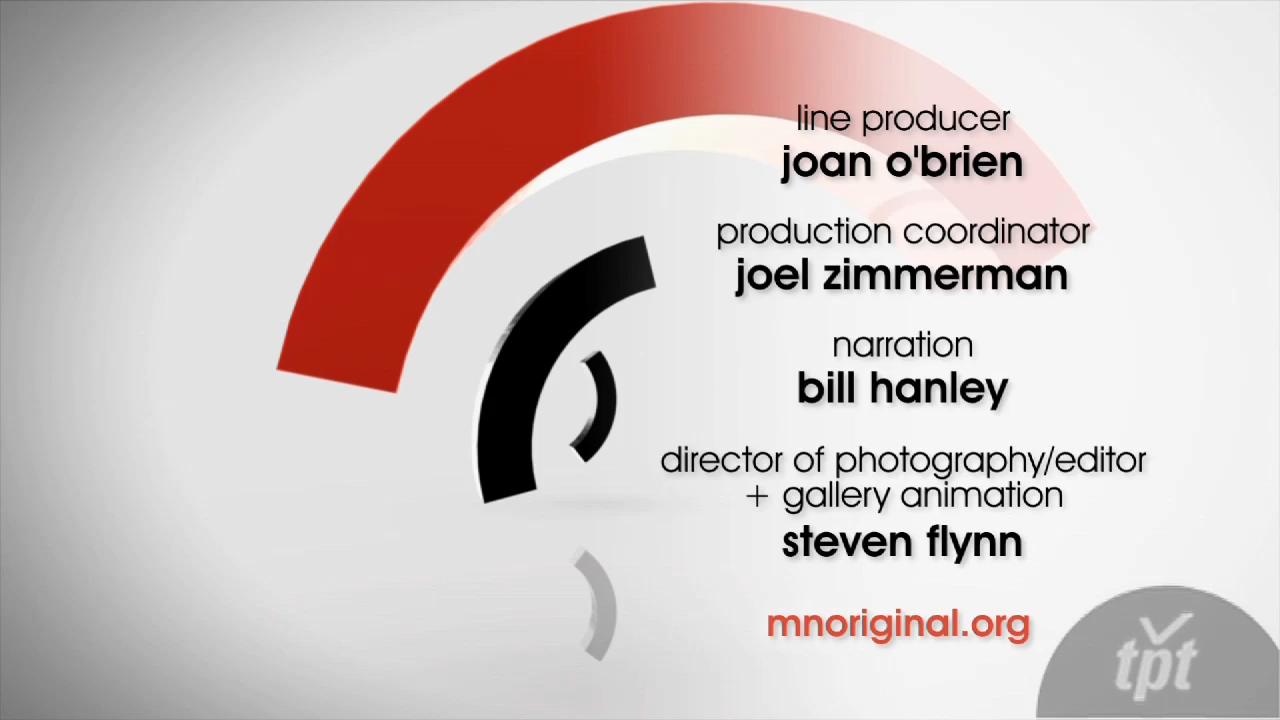 line producer
joan o'brien
production coordinator
joel zimmerman
narration
bill hanley
director of photography/editor
+ gallery animation
steven flynn
mnoriginal.org
tpt